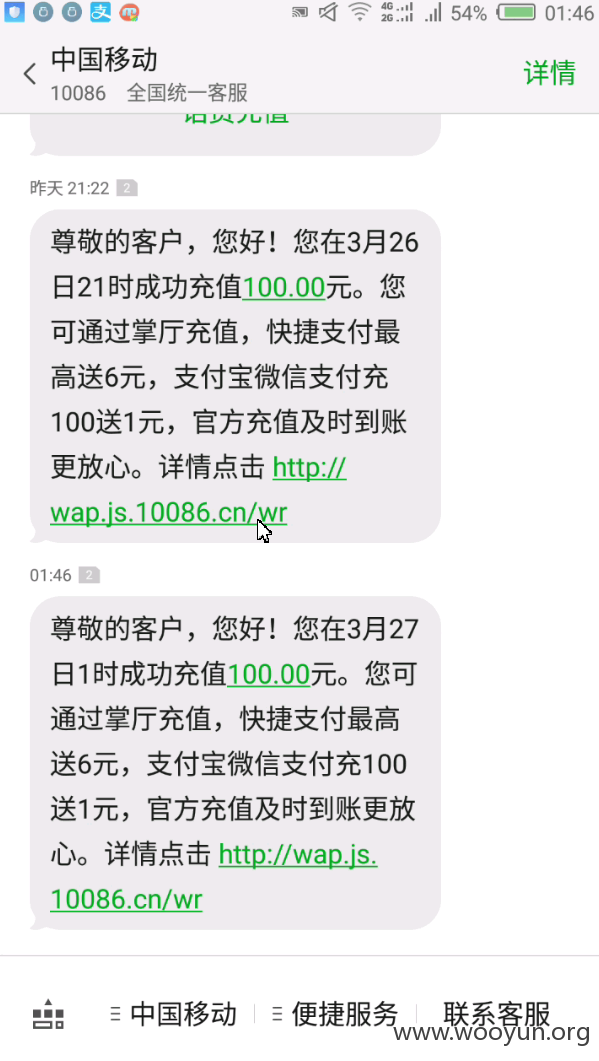 4G
2G
54%
01:46
中国移动
10086 全国统一客服
详情
话费充值
昨天 21:22 2
尊敬的客户，您好！您在3月26
日21时成功充值100.00元。您
可通过掌厅充值，快捷支付最
高送6元，支付宝微信支付充
100送1元，官方充值及时到账
更放心。详情点击 http://
wap.js.10086.cn/wr
01:46 2
尊敬的客户，您好！您在3月27
日1时成功充值100.00元。您可
通过掌厅充值，快捷支付最高
送6元，支付宝微信支付充100
送1元，官方充值及时到账更放
心。详情点击 http://wap.js.
10086.cn/wr
中国移动 便捷服务 联系客服
www.wooyun.org